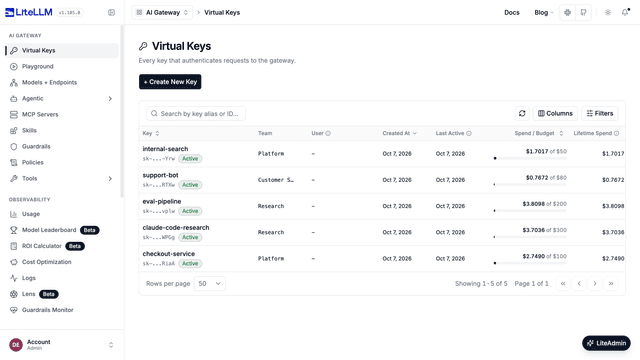 LiteLLM v1.105.0
AI Gateway
Virtual Keys
Docs
Blog
AI GATEWAY
Virtual Keys
Playground
Models + Endpoints
Agentic
MCP Servers
Skills
Guardrails
Policies
Tools
OBSERVABILITY
Usage
Model Leaderboard Beta
ROI Calculator Beta
Cost Optimization
Logs
Lens Beta
Guardrails Monitor
DE Account
Admin
Virtual Keys
Every key that authenticates requests to the gateway.
+ Create New Key
Search by key alias or ID...
Columns
Filters
Key Team User Created At Last Active Spend / Budget Lifetime Spend
internal-search
sk-...-Yrw Active Platform – Oct 7, 2026 Oct 7, 2026 $1.7017 of $50 $1.7017
support-bot
sk-...RTXw Active Customer S... – Oct 7, 2026 Oct 7, 2026 $0.7672 of $80 $0.7672
eval-pipeline
sk-...vplw Active Research – Oct 7, 2026 Oct 7, 2026 $3.8098 of $200 $3.8098
claude-code-research
sk-...WPGg Active Research – Oct 7, 2026 Oct 7, 2026 $3.7036 of $300 $3.7036
checkout-service
sk-...RiaA Active Platform – Oct 7, 2026 Oct 7, 2026 $2.7490 of $100 $2.7490
Rows per page 50 Showing 1-5 of 5 Page 1 of 1
LiteAdmin